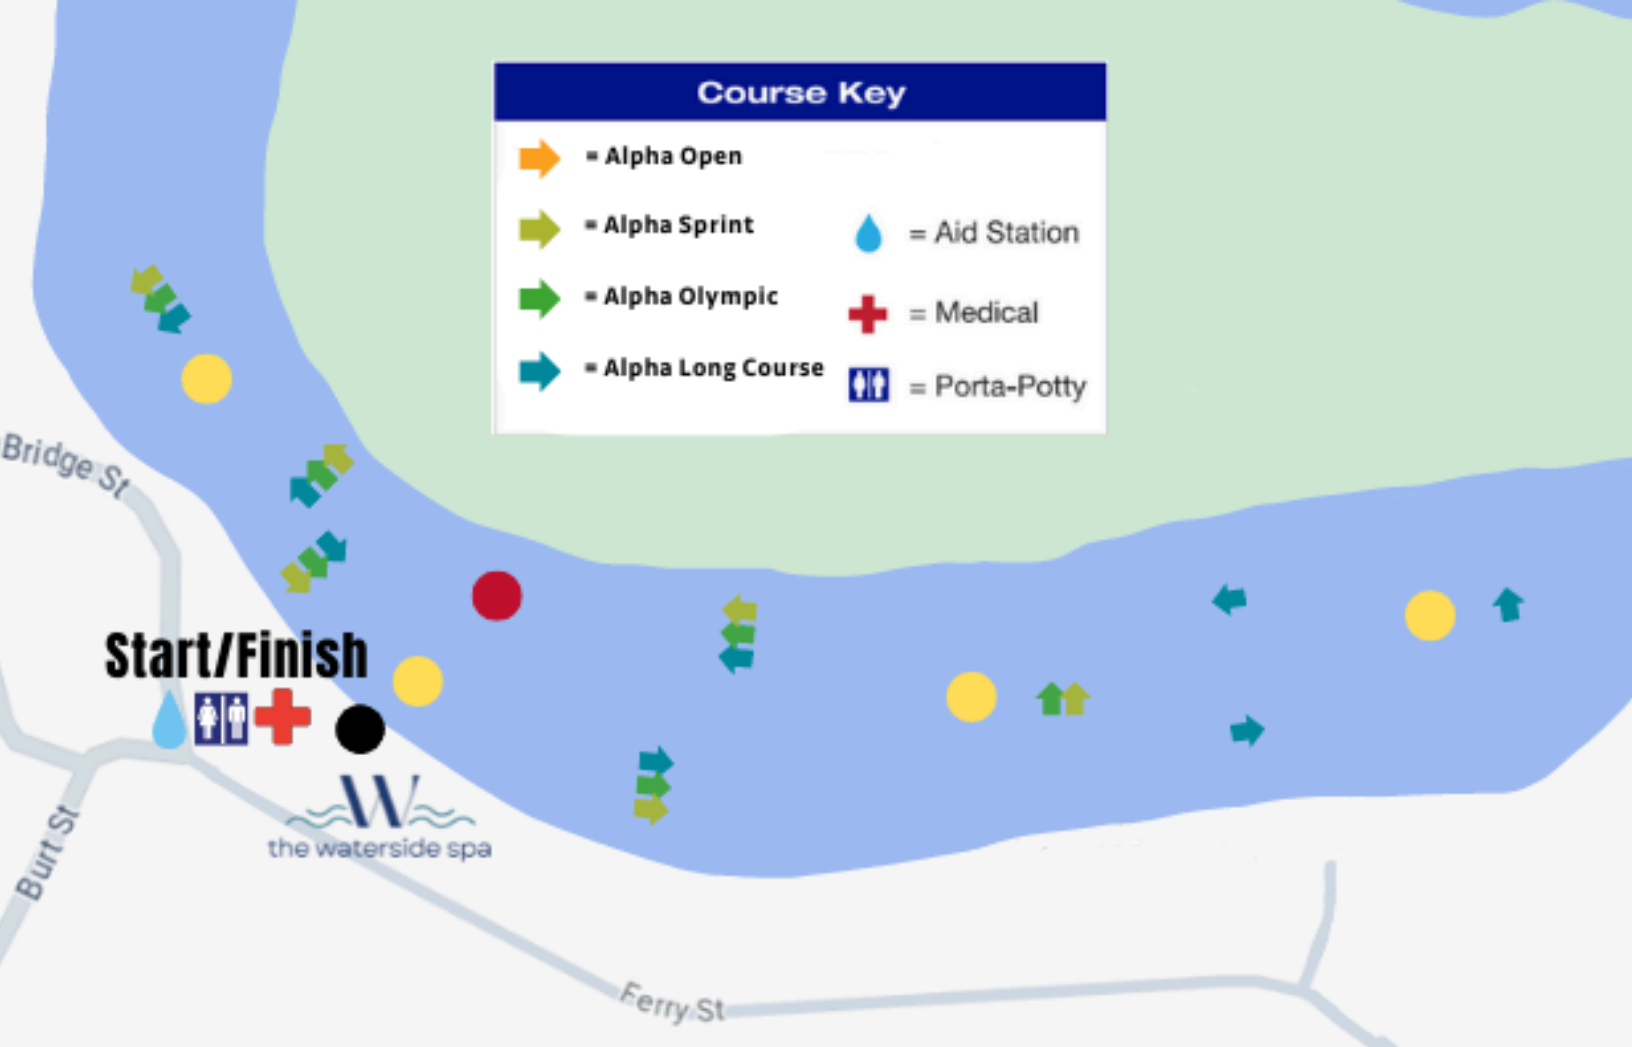 Course Key
= Alpha Open
= Alpha Sprint
= Aid Station
= Alpha Olympic
= Medical
= Alpha Long Course
= Porta-Potty
Bridge St
Start/Finish
W
the waterside spa
Burt St
Ferry St